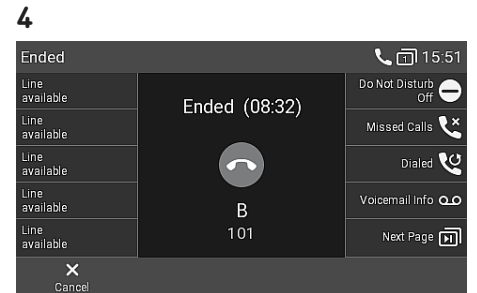 4
Ended
1 15:51
Line
available
Line
available
Line
available
Line
available
Line
available
Ended (08:32)
B
101
Do Not Disturb
Off
Missed Calls
Dialed
Voicemail Info
Next Page
Cancel